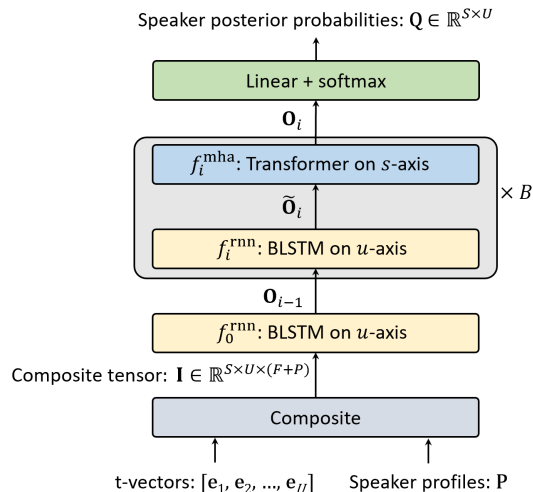 Speaker posterior probabilities: 𝐐 ∈ ℝ^{S×U}
Linear + softmax
𝐎_i
f_i^{mha}: Transformer on s-axis
× B
𝐎̃_i
f_i^{rnn}: BLSTM on u-axis
𝐎_{i−1}
f_0^{rnn}: BLSTM on u-axis
Composite tensor: 𝐈 ∈ ℝ^{S×U×(F+P)}
Composite
t-vectors: [𝐞_1, 𝐞_2, ..., 𝐞_U] Speaker profiles: 𝐏